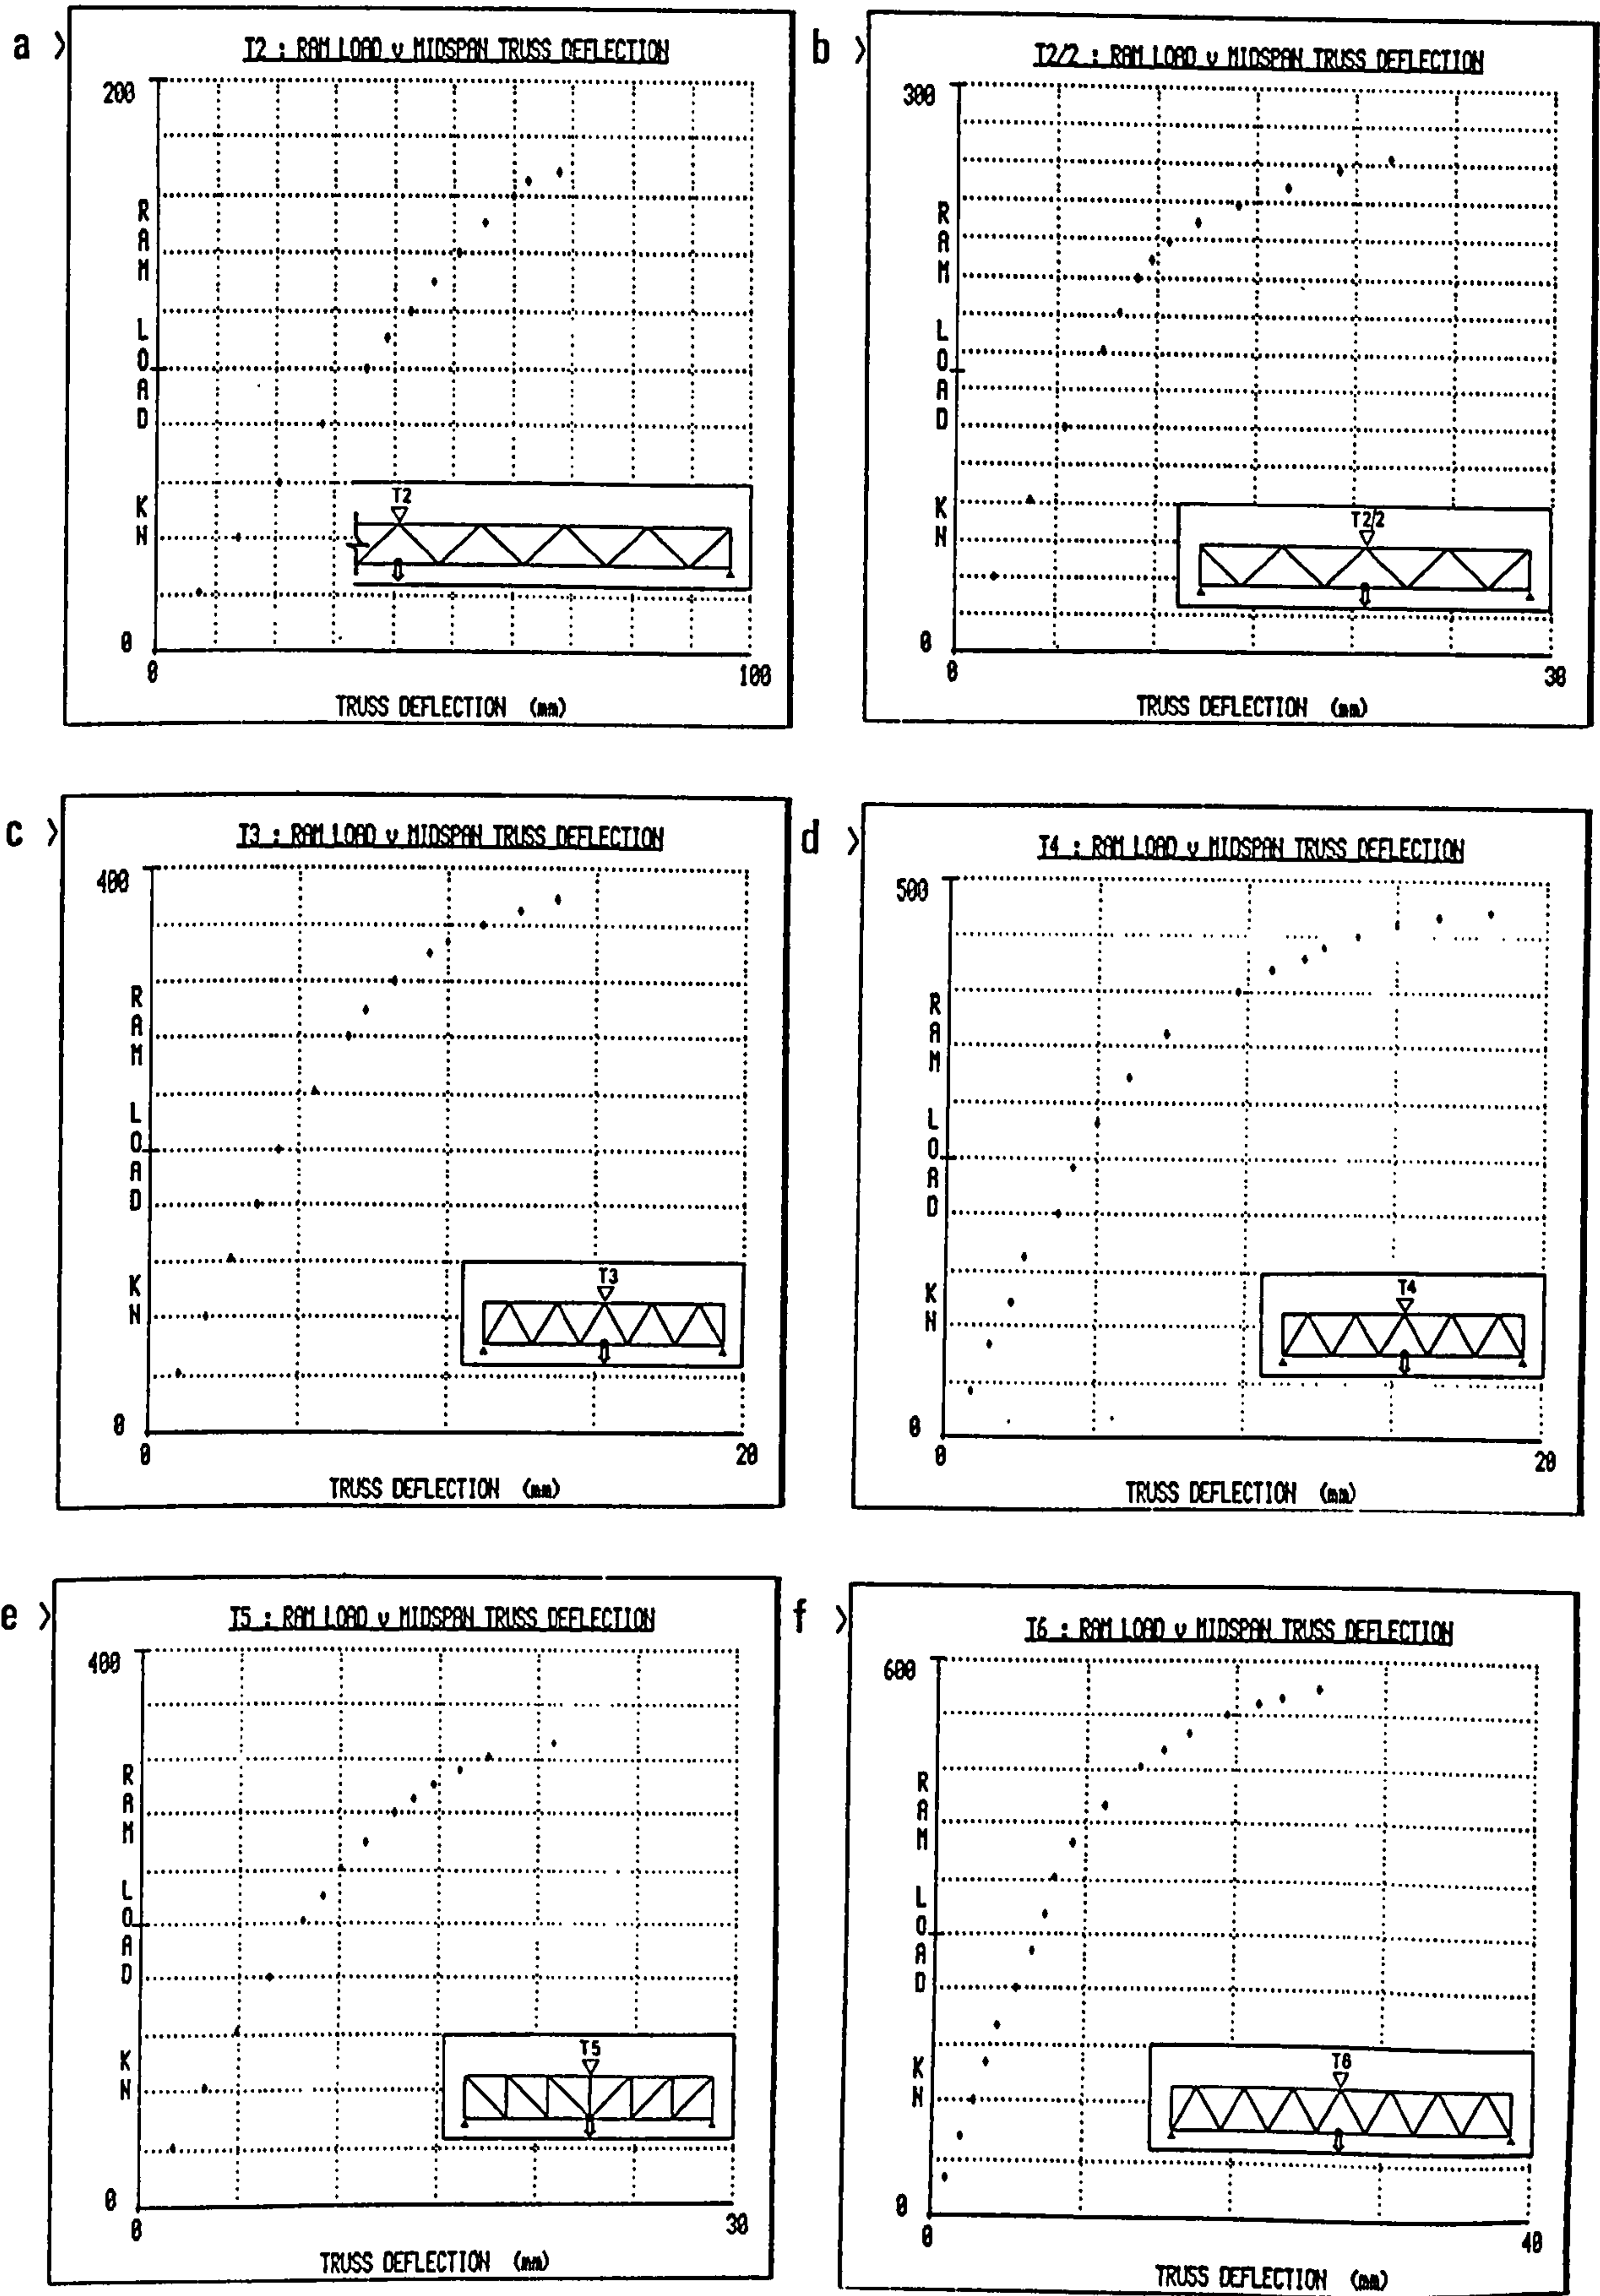 a >
T2 : RAM LOAD v MIDSPAN TRUSS DEFLECTION
200
RAM LOAD KN
T2
0
0
100
TRUSS DEFLECTION (mm)
b >
T2/2 : RAM LOAD v MIDSPAN TRUSS DEFLECTION
300
RAM LOAD KN
T2/2
0
0
30
TRUSS DEFLECTION (mm)
c >
T3 : RAM LOAD v MIDSPAN TRUSS DEFLECTION
400
RAM LOAD KN
T3
0
0
20
TRUSS DEFLECTION (mm)
d >
T4 : RAM LOAD v MIDSPAN TRUSS DEFLECTION
500
RAM LOAD KN
T4
0
0
20
TRUSS DEFLECTION (mm)
e >
T5 : RAM LOAD v MIDSPAN TRUSS DEFLECTION
400
RAM LOAD KN
T5
0
0
30
TRUSS DEFLECTION (mm)
f >
T6 : RAM LOAD v MIDSPAN TRUSS DEFLECTION
600
RAM LOAD KN
T6
0
0
40
TRUSS DEFLECTION (mm)